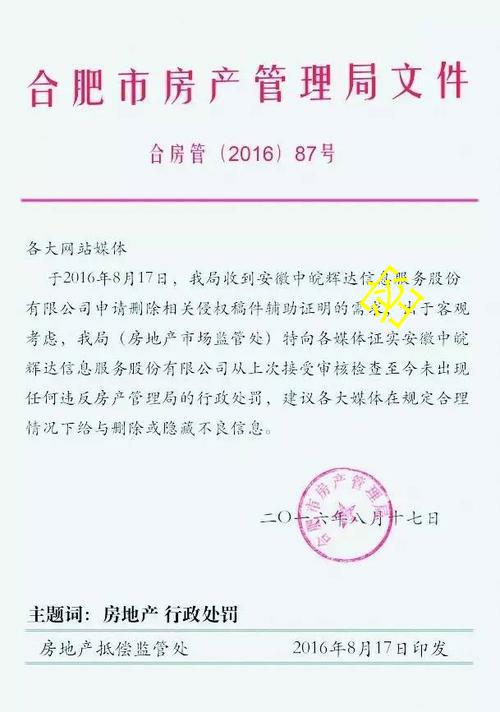 合肥市房产管理局文件
合房管（2016）87号
各大网站媒体
于2016年8月17日，我局收到安徽中皖辉达信息服务股份
有限公司申请删除相关侵权稿件辅助证明的需 于客观
考虑，我局（房地产市场监管处）特向各媒体证实安徽中皖
辉达信息服务股份有限公司从上次接受审核检查至今未出现
任何违反房产管理局的行政处罚，建议各大媒体在规定合理
情况下给与删除或隐藏不良信息。
合肥市房产管理局
二〇一六年八月十七日
主题词：房地产 行政处罚
房地产抵偿监管处 2016年8月17日印发